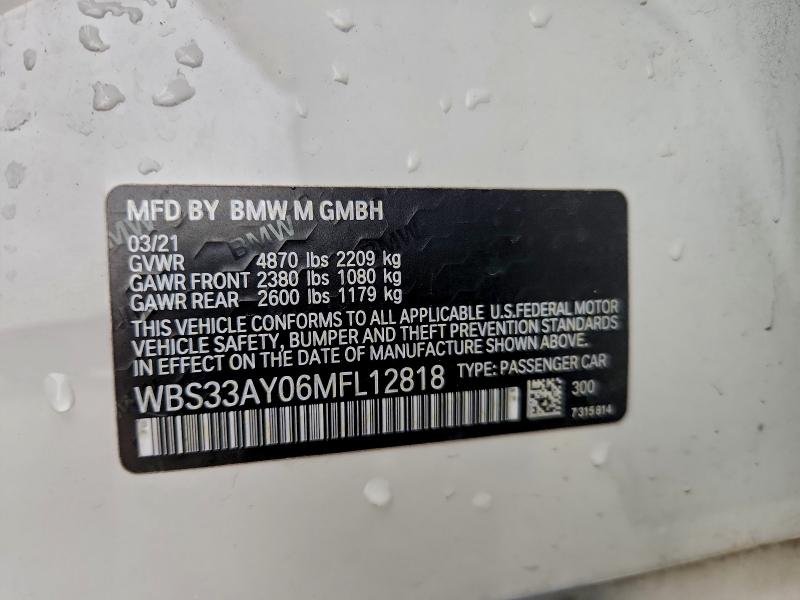 MFD BY BMW M GMBH
03/21
GVWR 4870 lbs 2209 kg
GAWR FRONT 2380 lbs 1080 kg
GAWR REAR 2600 lbs 1179 kg
THIS VEHICLE CONFORMS TO ALL APPLICABLE U.S.FEDERAL MOTOR
VEHICLE SAFETY, BUMPER AND THEFT PREVENTION STANDARDS
IN EFFECT ON THE DATE OF MANUFACTURE SHOWN ABOVE.
WBS33AY06MFL12818 TYPE: PASSENGER CAR
300
7315814